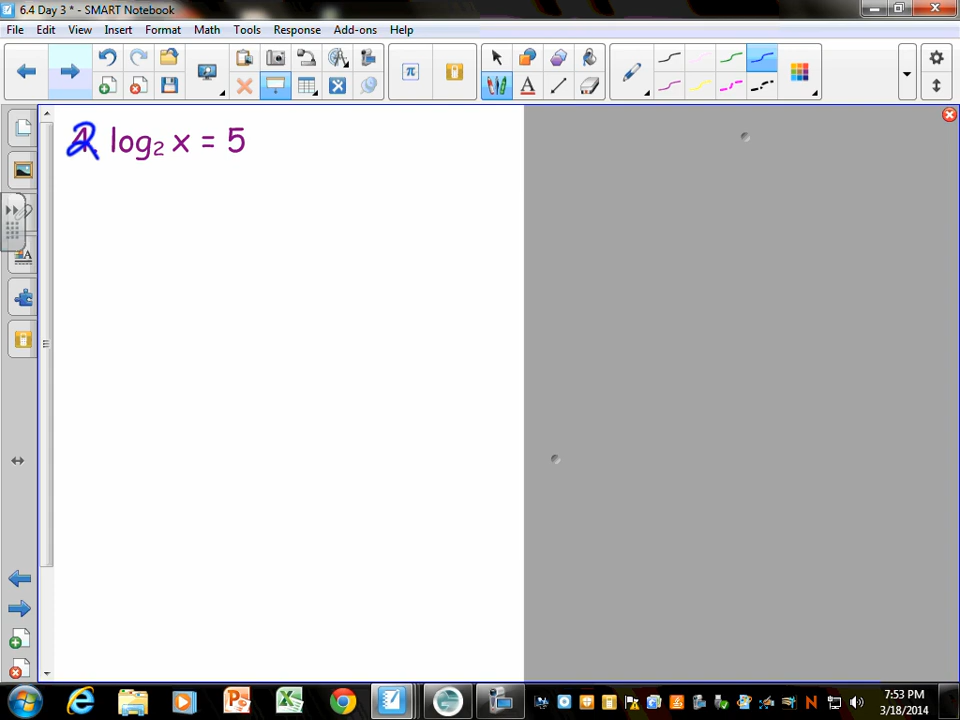 6.4 Day 3 * - SMART Notebook
File Edit View Insert Format Math Tools Response Add-ons Help
2. log₂ x = 5
7:53 PM
3/18/2014